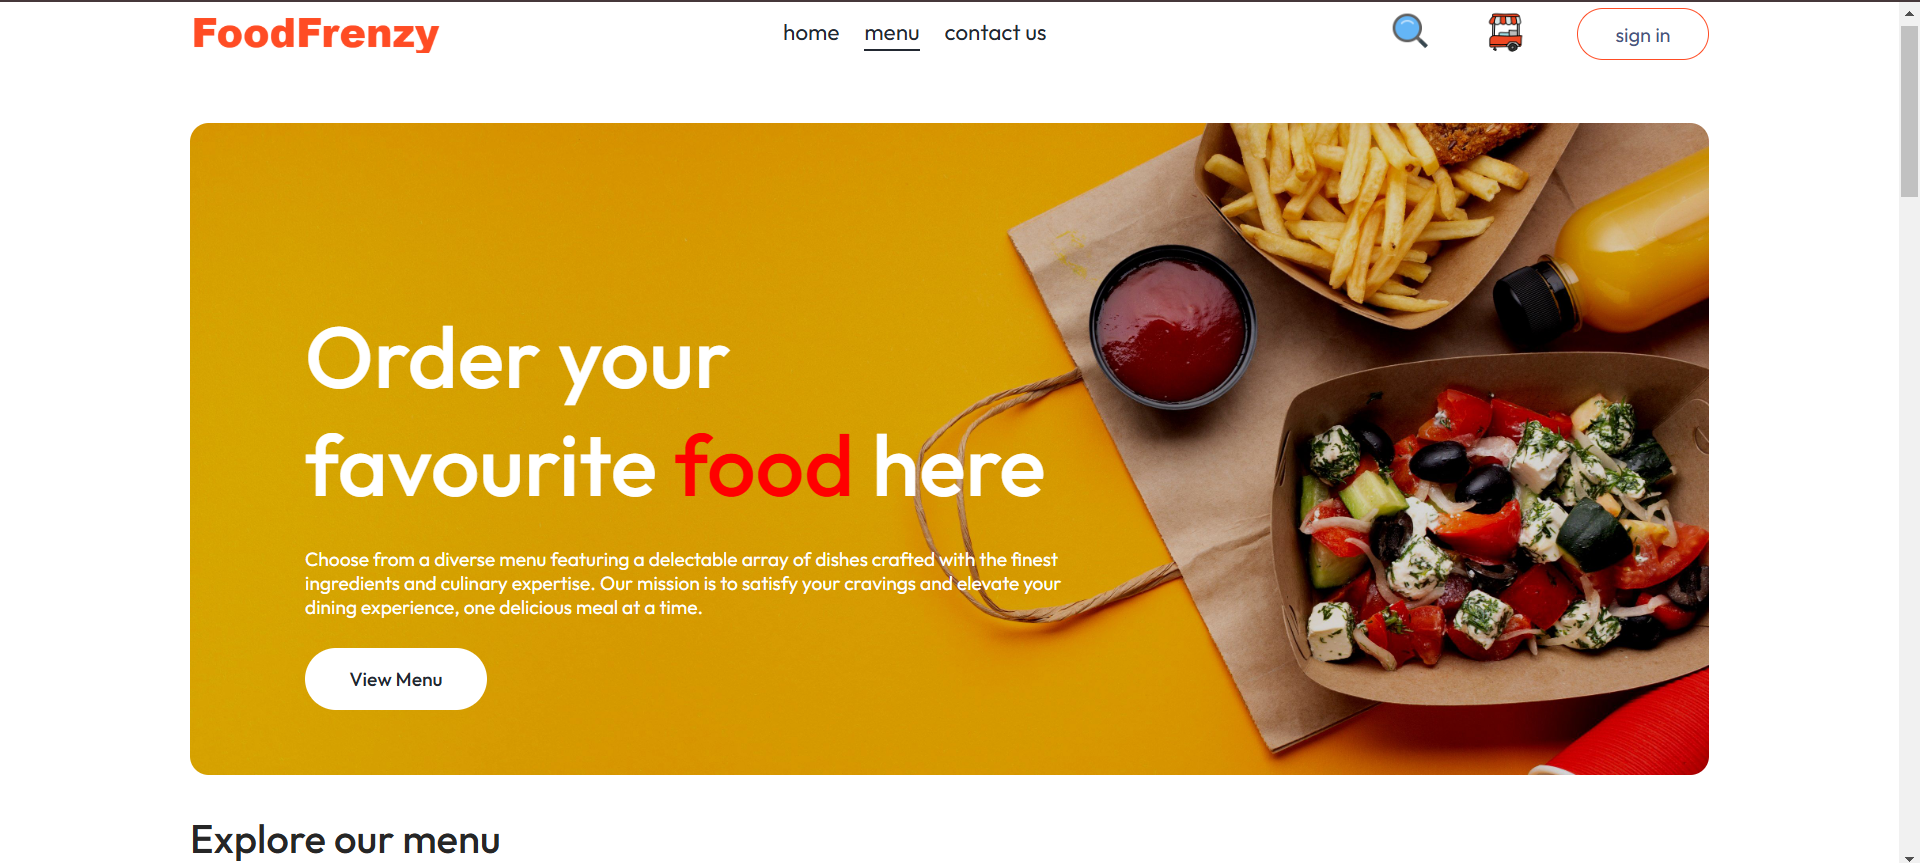 FoodFrenzy
home menu contact us
sign in
Order your
favourite food here
Choose from a diverse menu featuring a delectable array of dishes crafted with the finest
ingredients and culinary expertise. Our mission is to satisfy your cravings and elevate your
dining experience, one delicious meal at a time.
View Menu
Explore our menu